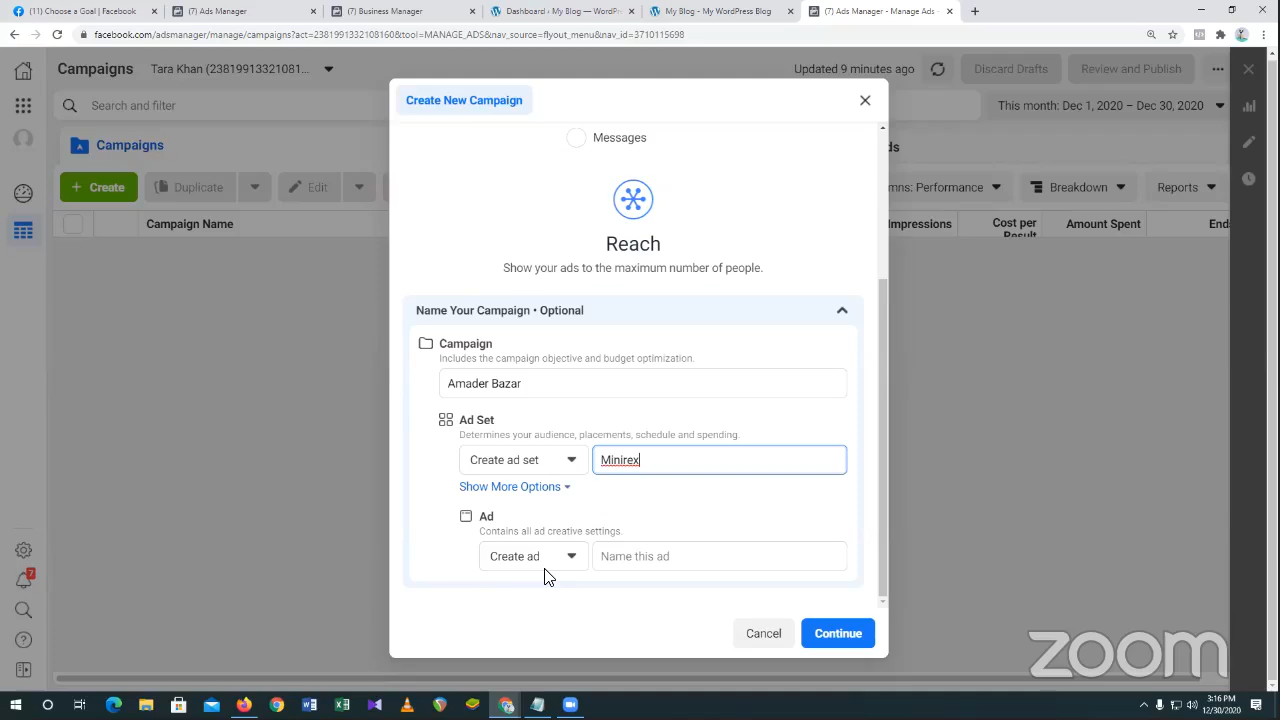 (11) Choose a Goal | Facebook
(7) Ads Manager
(7) Business Manager
Dashboard ‹ My Blog — WordPr
My Blog – My WordPress Blog
(7) Ads Manager - Manage Ads -
facebook.com/adsmanager/manage/campaigns?act=2381991332108160&tool=MANAGE_ADS&nav_source=flyout_menu&nav_id=3710115698
Campaigns
Tara Khan (23819913321081...
Updated 9 minutes ago
Discard Drafts
Review and Publish
Search and filter
This month: Dec 1, 2020 – Dec 30, 2020
Campaigns
ds
Create
Duplicate
Edit
mns: Performance
Breakdown
Reports
Campaign Name
Impressions
Cost per
Result
Amount Spent
Ends
Create New Campaign
Messages
Reach
Show your ads to the maximum number of people.
Name Your Campaign • Optional
Campaign
Includes the campaign objective and budget optimization.
Amader Bazar
Ad Set
Determines your audience, placements, schedule and spending.
Create ad set
Minirex
Show More Options
Ad
Contains all ad creative settings.
Create ad
Name this ad
Cancel
Continue
7
zoom
3:16 PM
12/30/2020